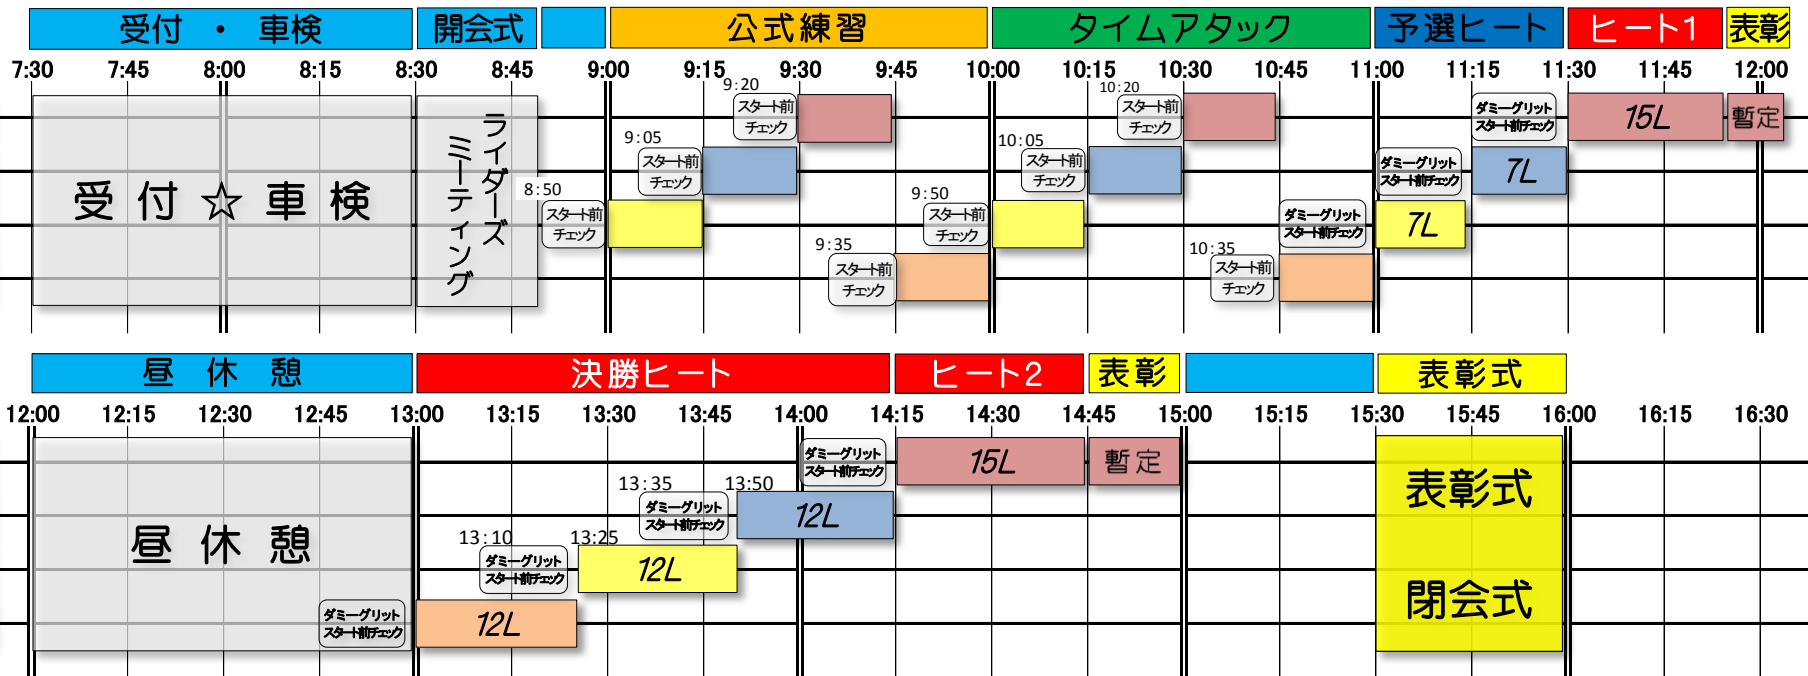 受付 ・ 車検 開会式 公式練習 タイムアタック 予選ヒート ヒート1 表彰
7:30 7:45 8:00 8:15 8:30 8:45 9:00 9:15 9:30 9:45 10:00 10:15 10:30 10:45 11:00 11:15 11:30 11:45 12:00
9:20
スタート前
チェック
10:20
スタート前
チェック
ダミーグリット
スタート前チェック
15L
暫定
9:05
スタート前
チェック
10:05
スタート前
チェック
ダミーグリット
スタート前チェック
7L
受付☆車検
ライダーズ
ミーティング
8:50
スタート前
チェック
9:50
スタート前
チェック
ダミーグリット
スタート前チェック
7L
9:35
スタート前
チェック
10:35
スタート前
チェック
昼休憩 決勝ヒート ヒート2 表彰 表彰式
12:00 12:15 12:30 12:45 13:00 13:15 13:30 13:45 14:00 14:15 14:30 14:45 15:00 15:15 15:30 15:45 16:00 16:15 16:30
ダミーグリット
スタート前チェック
15L
暫定
13:35
ダミーグリット
スタート前チェック
13:50
12L
昼休憩
13:10
ダミーグリット
スタート前チェック
13:25
12L
ダミーグリット
スタート前チェック
12L
表彰式
閉会式